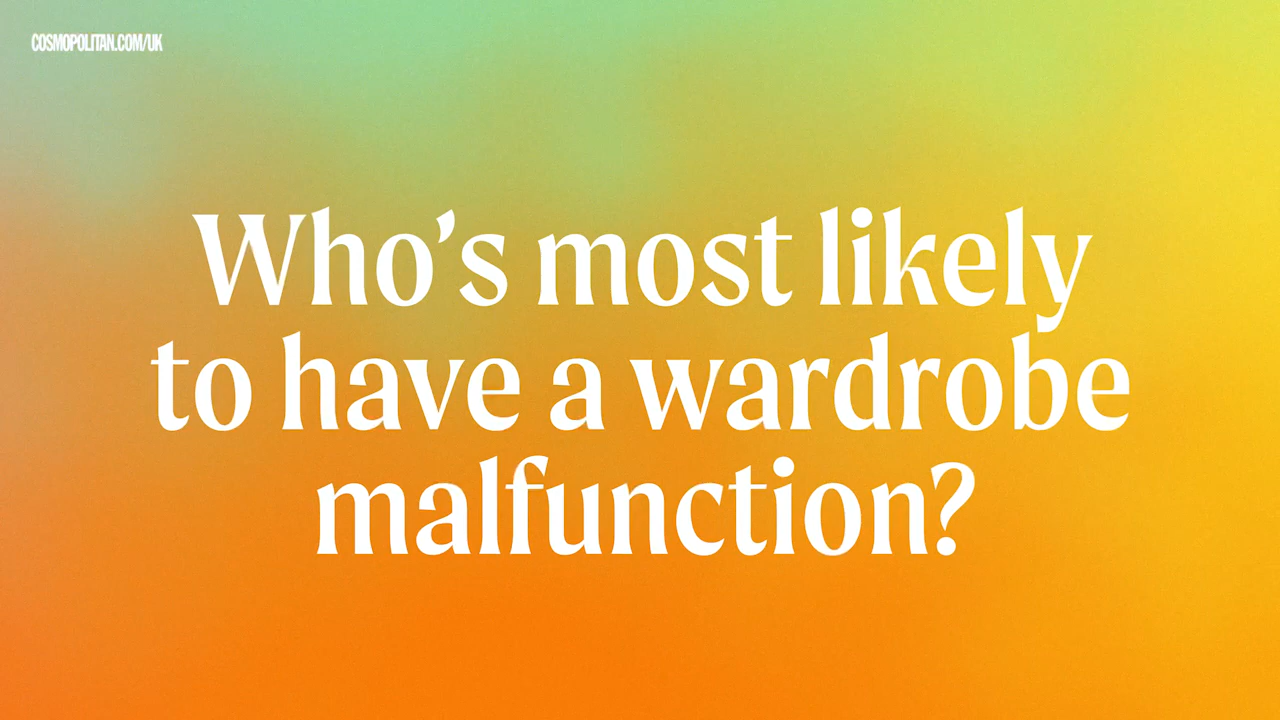 COSMOPOLITAN.COM/UK
Who's most likely
to have a wardrobe
malfunction?